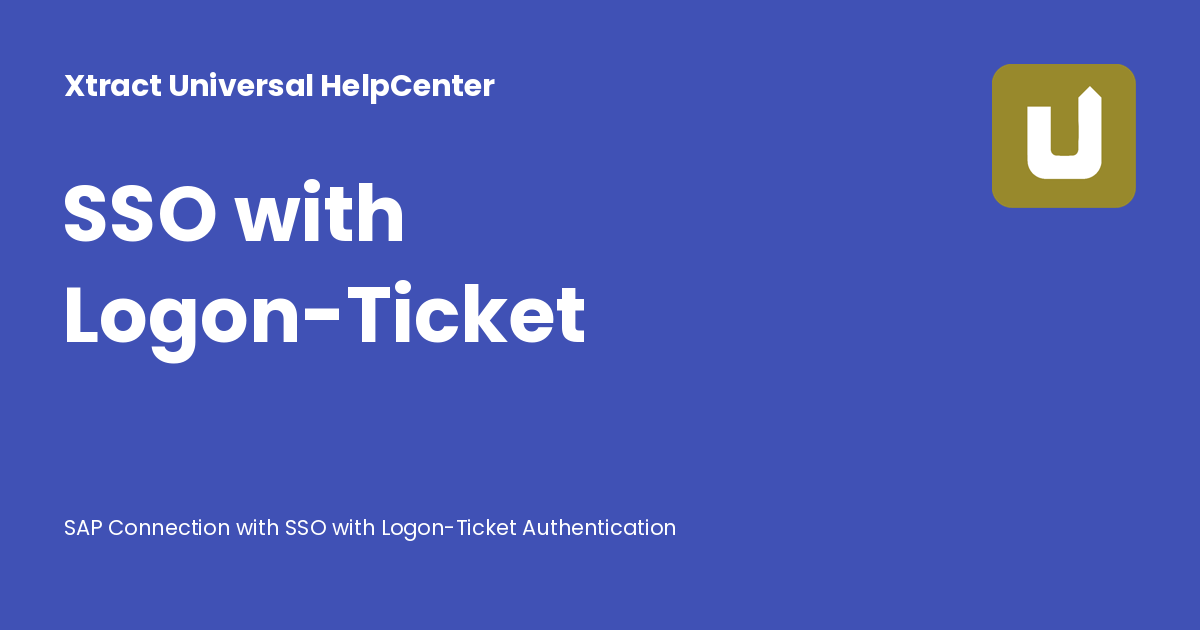 Xtract Universal HelpCenter
SSO with
Logon-Ticket
SAP Connection with SSO with Logon-Ticket Authentication